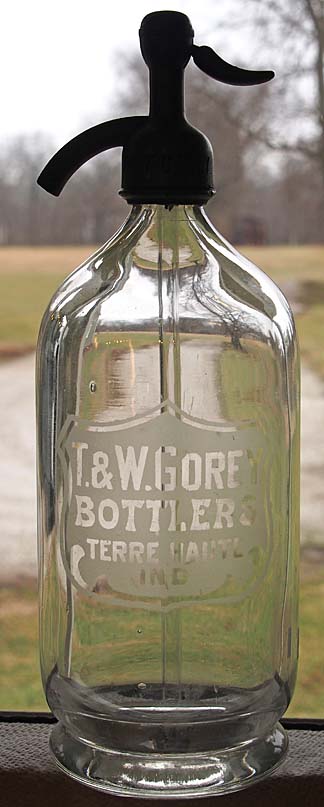 T. & W. GOREY
BOTTLERS
TERRE HAUTE
IND